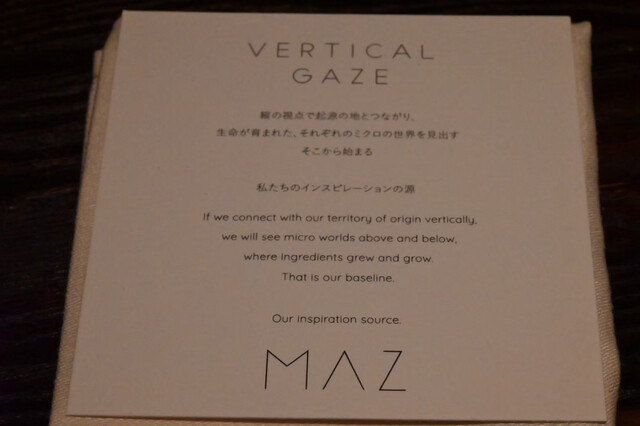 VERTICAL
GAZE
縦の視点で起源の地とつながり、
生命が育まれた、それぞれのミクロの世界を見出す
そこから始まる
私たちのインスピレーションの源
If we connect with our territory of origin vertically,
we will see micro worlds above and below,
where ingredients grew and grow.
That is our baseline.
Our inspiration source.
MAZ